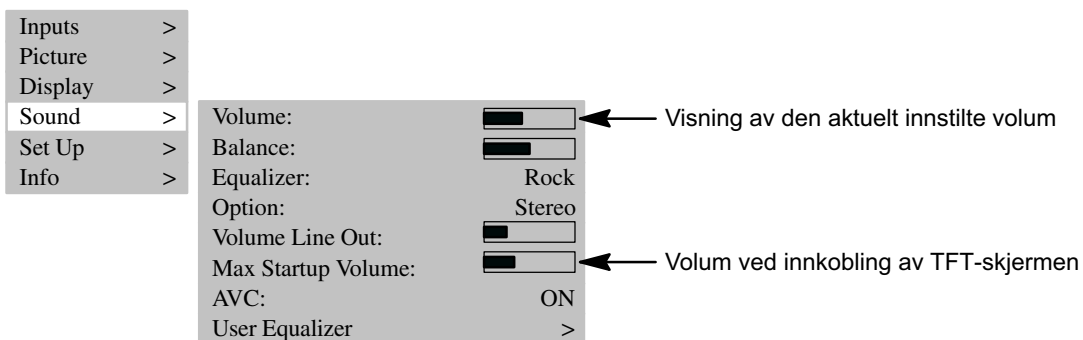 Inputs >
Picture >
Display >
Sound >
Set Up >
Info >
Volume:
Visning av den aktuelt innstilte volum
Balance:
Equalizer: Rock
Option: Stereo
Volume Line Out:
Max Startup Volume:
Volum ved innkobling av TFT-skjermen
AVC: ON
User Equalizer >